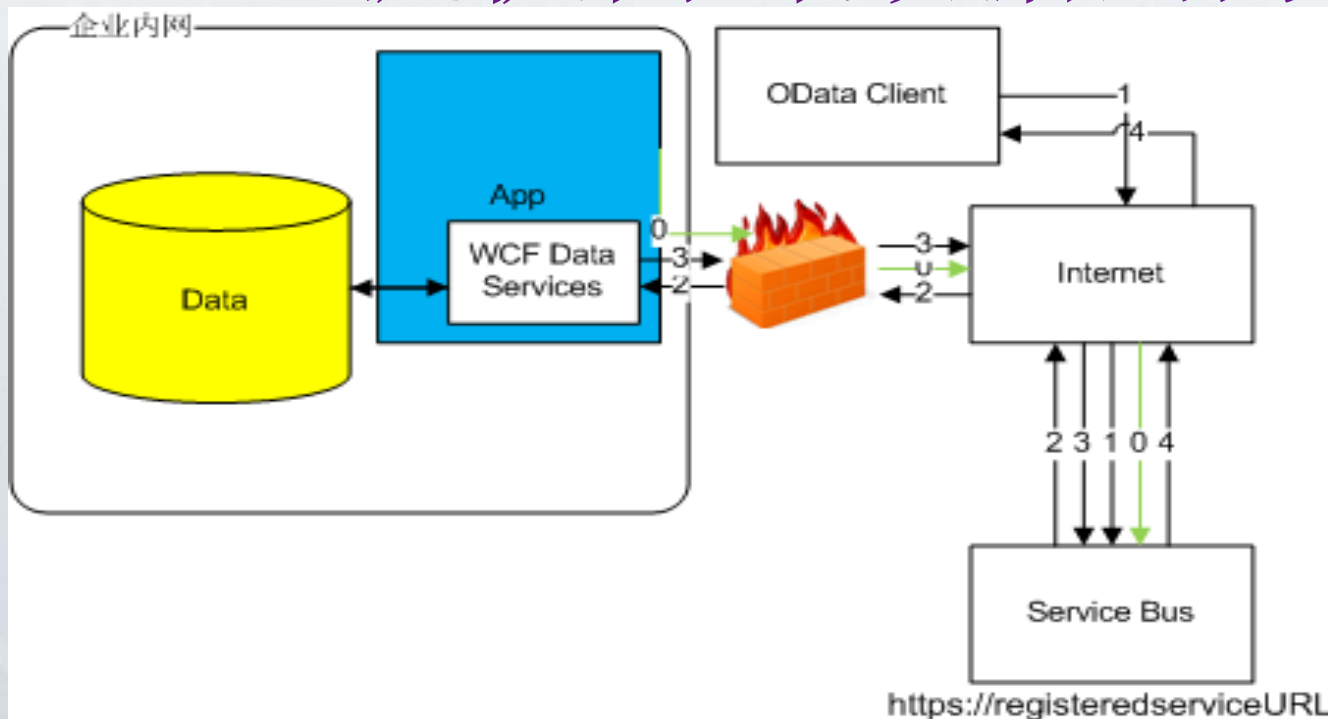 企业内网
OData Client
1
4
App
0
WCF Data
Services
3
2
Data
3
0
2
Internet
2 3 1 0 4
Service Bus
https://registeredserviceURL